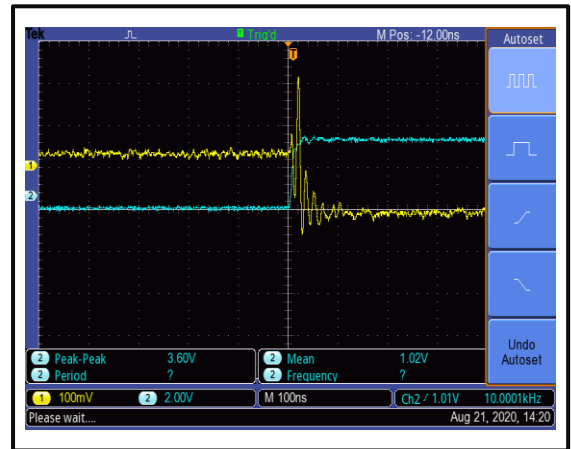 Tek Trig'd M Pos: -12.00ns Autoset
T
1
2
2 Peak-Peak 3.60V 2 Mean 1.02V
2 Period ? 2 Frequency ?
Undo
Autoset
1 100mV 2 2.00V M 100ns Ch2 / 1.01V 10.0001kHz
Please wait.... Aug 21, 2020, 14:20